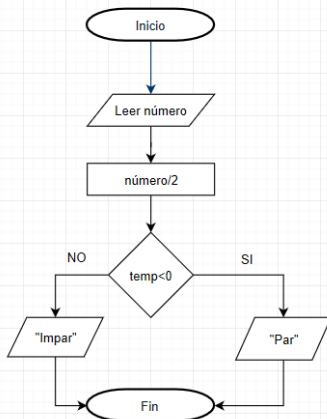 Inicio
Leer número
número/2
temp<0
NO
SI
"Impar"
"Par"
Fin